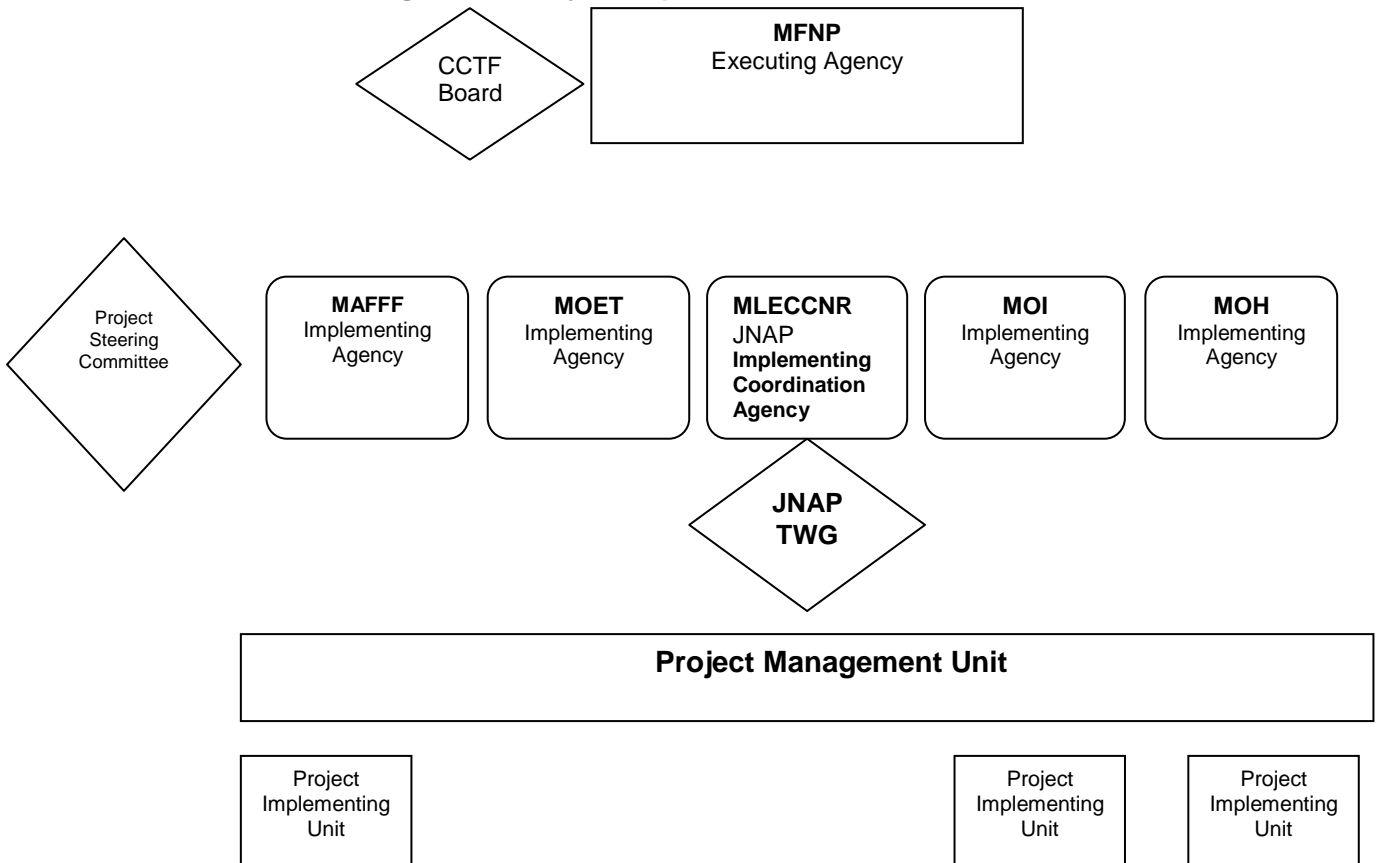 CCTF
Board
MFNP
Executing Agency
Project
Steering
Committee
MAFFF
Implementing
Agency
MOET
Implementing
Agency
MLECCNR
JNAP
Implementing
Coordination
Agency
MOI
Implementing
Agency
MOH
Implementing
Agency
JNAP
TWG
Project Management Unit
Project
Implementing
Unit
Project
Implementing
Unit
Project
Implementing
Unit